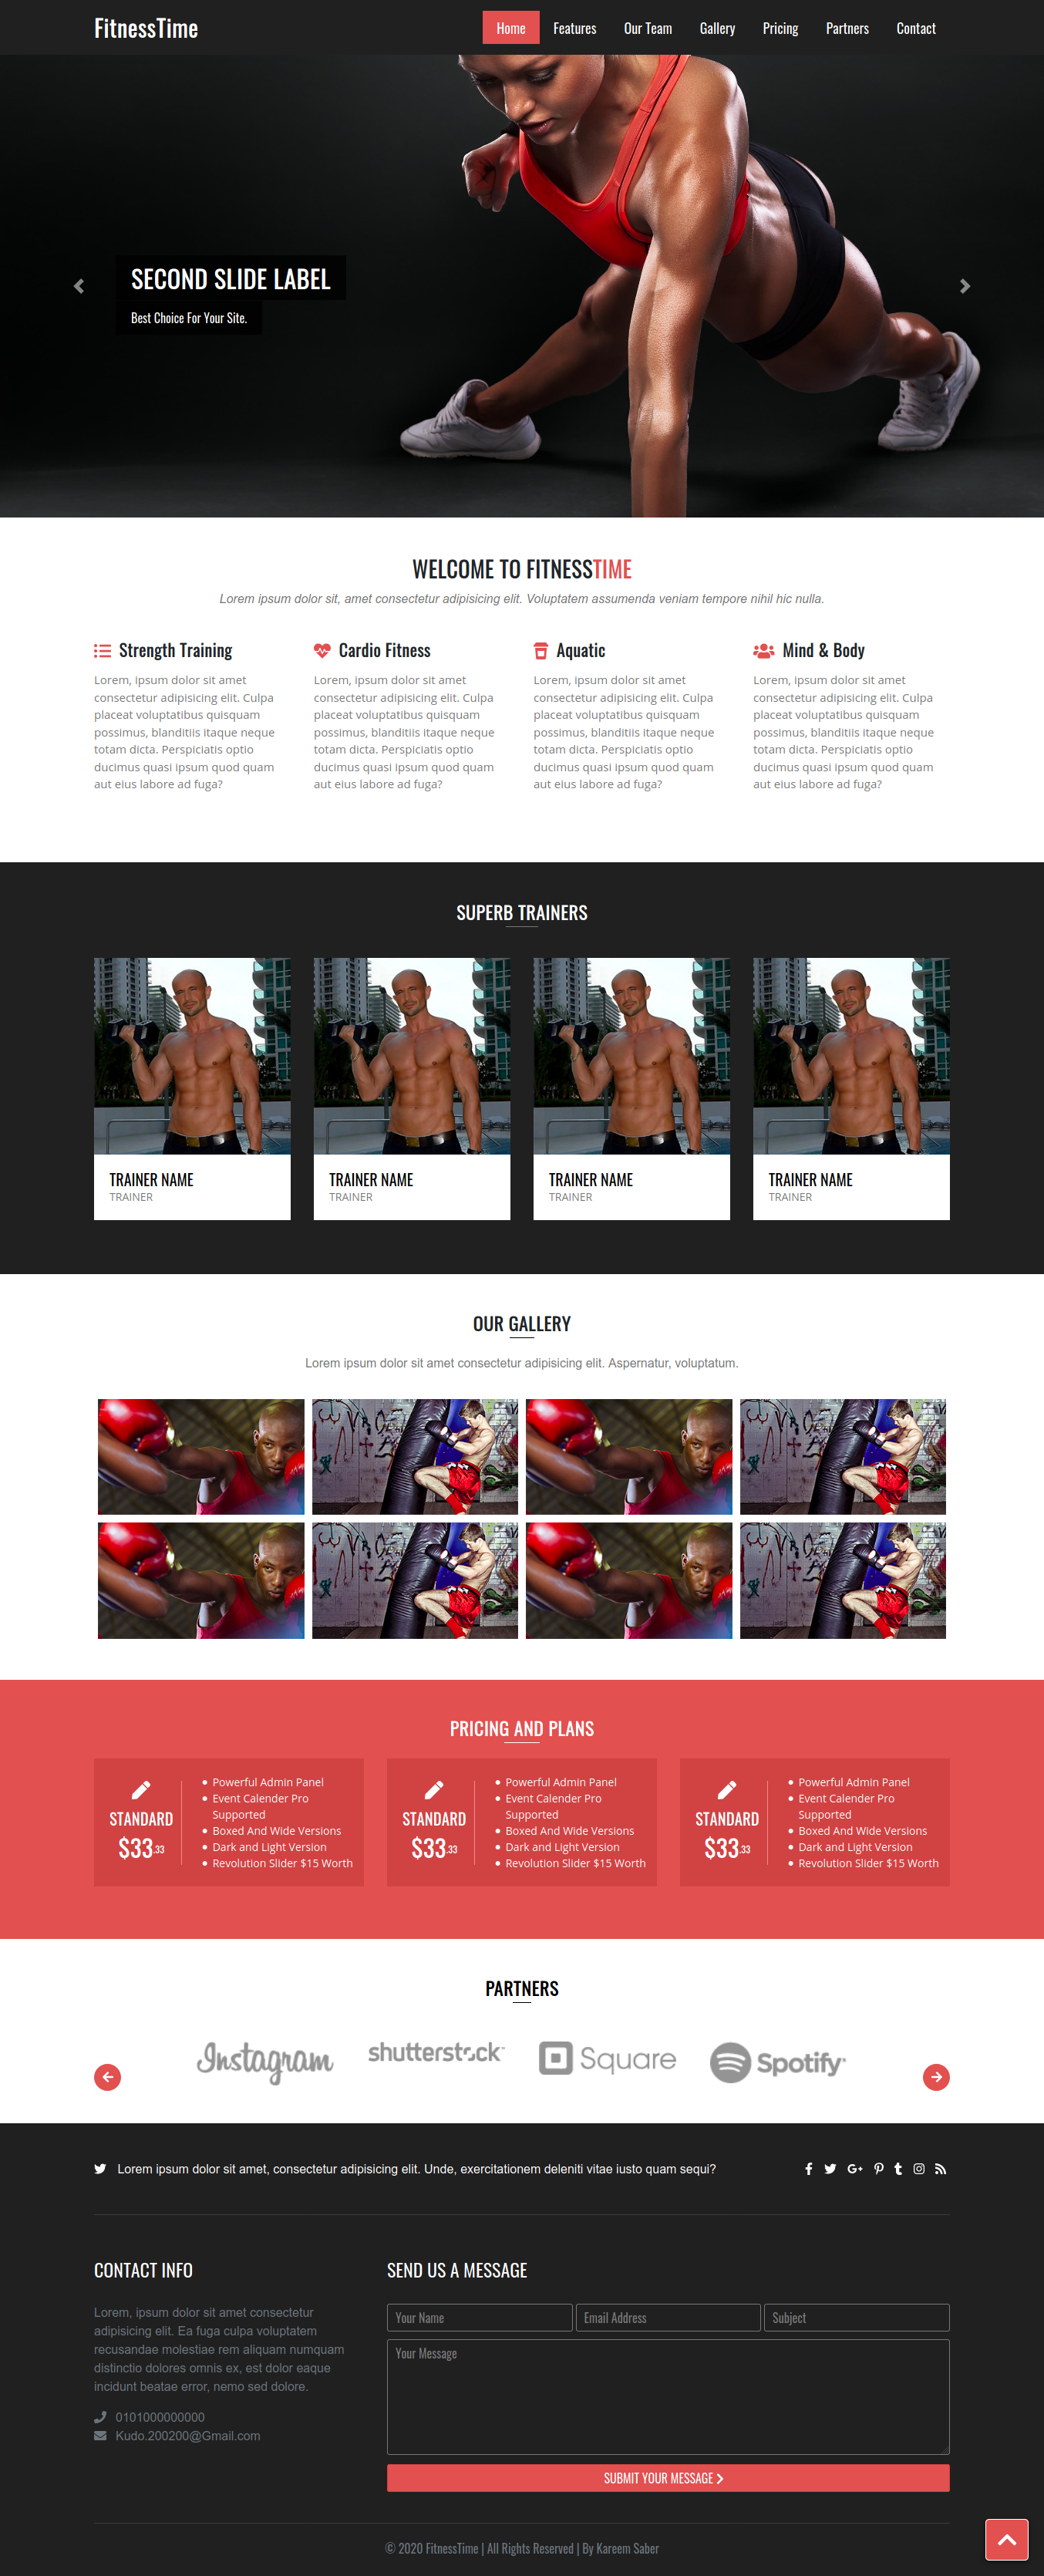 FitnessTime
Home Features Our Team Gallery Pricing Partners Contact
SECOND SLIDE LABEL
Best Choice For Your Site.
WELCOME TO FITNESSTIME
Lorem ipsum dolor sit, amet consectetur adipisicing elit. Voluptatem assumenda veniam tempore nihil hic nulla.
Strength Training
Lorem, ipsum dolor sit amet
consectetur adipisicing elit. Culpa
placeat voluptatibus quisquam
possimus, blanditiis itaque neque
totam dicta. Perspiciatis optio
ducimus quasi ipsum quod quam
aut eius labore ad fuga?
Cardio Fitness
Lorem, ipsum dolor sit amet
consectetur adipisicing elit. Culpa
placeat voluptatibus quisquam
possimus, blanditiis itaque neque
totam dicta. Perspiciatis optio
ducimus quasi ipsum quod quam
aut eius labore ad fuga?
Aquatic
Lorem, ipsum dolor sit amet
consectetur adipisicing elit. Culpa
placeat voluptatibus quisquam
possimus, blanditiis itaque neque
totam dicta. Perspiciatis optio
ducimus quasi ipsum quod quam
aut eius labore ad fuga?
Mind & Body
Lorem, ipsum dolor sit amet
consectetur adipisicing elit. Culpa
placeat voluptatibus quisquam
possimus, blanditiis itaque neque
totam dicta. Perspiciatis optio
ducimus quasi ipsum quod quam
aut eius labore ad fuga?
SUPERB TRAINERS
TRAINER NAME
TRAINER
TRAINER NAME
TRAINER
TRAINER NAME
TRAINER
TRAINER NAME
TRAINER
OUR GALLERY
Lorem ipsum dolor sit amet consectetur adipisicing elit. Aspernatur, voluptatum.
PRICING AND PLANS
STANDARD
$33.33
Powerful Admin Panel
Event Calender Pro
Supported
Boxed And Wide Versions
Dark and Light Version
Revolution Slider $15 Worth
STANDARD
$33.33
Powerful Admin Panel
Event Calender Pro
Supported
Boxed And Wide Versions
Dark and Light Version
Revolution Slider $15 Worth
STANDARD
$33.33
Powerful Admin Panel
Event Calender Pro
Supported
Boxed And Wide Versions
Dark and Light Version
Revolution Slider $15 Worth
PARTNERS
Instagram shutterstock Square Spotify
Lorem ipsum dolor sit amet, consectetur adipisicing elit. Unde, exercitationem deleniti vitae iusto quam sequi?
CONTACT INFO
Lorem, ipsum dolor sit amet consectetur
adipisicing elit. Ea fuga culpa voluptatem
recusandae molestiae rem aliquam numquam
distinctio dolores omnis ex, est dolor eaque
incidunt beatae error, nemo sed dolore.
0101000000000
Kudo.200200@Gmail.com
SEND US A MESSAGE
Your Name Email Address Subject
Your Message
SUBMIT YOUR MESSAGE
© 2020 FitnessTime | All Rights Reserved | By Kareem Saber